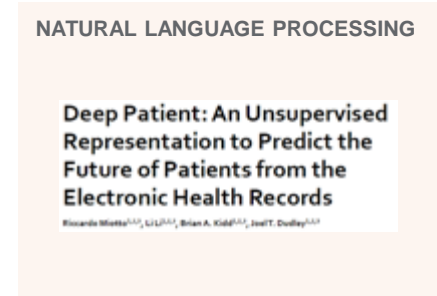 NATURAL LANGUAGE PROCESSING
Deep Patient: An Unsupervised
Representation to Predict the
Future of Patients from the
Electronic Health Records
Riccardo Miotto, Li Li, Brian A. Kidd, Joel T. Dudley